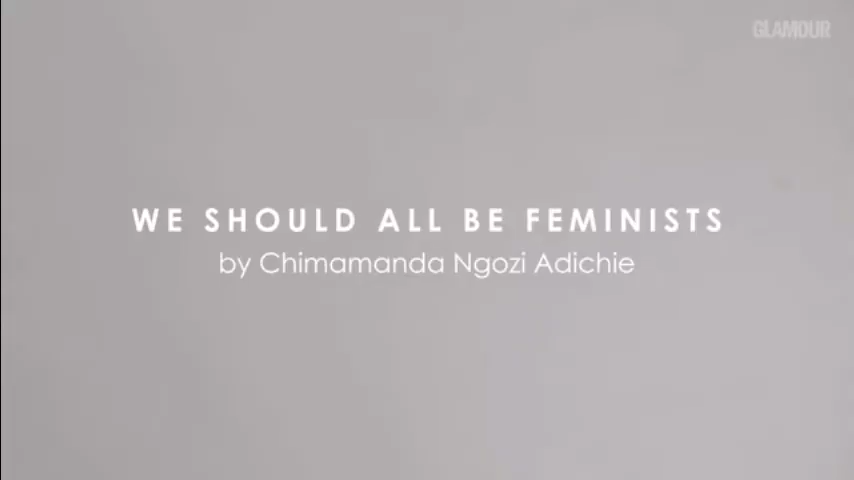 GLAMOUR
WE SHOULD ALL BE FEMINISTS
by Chimamanda Ngozi Adichie